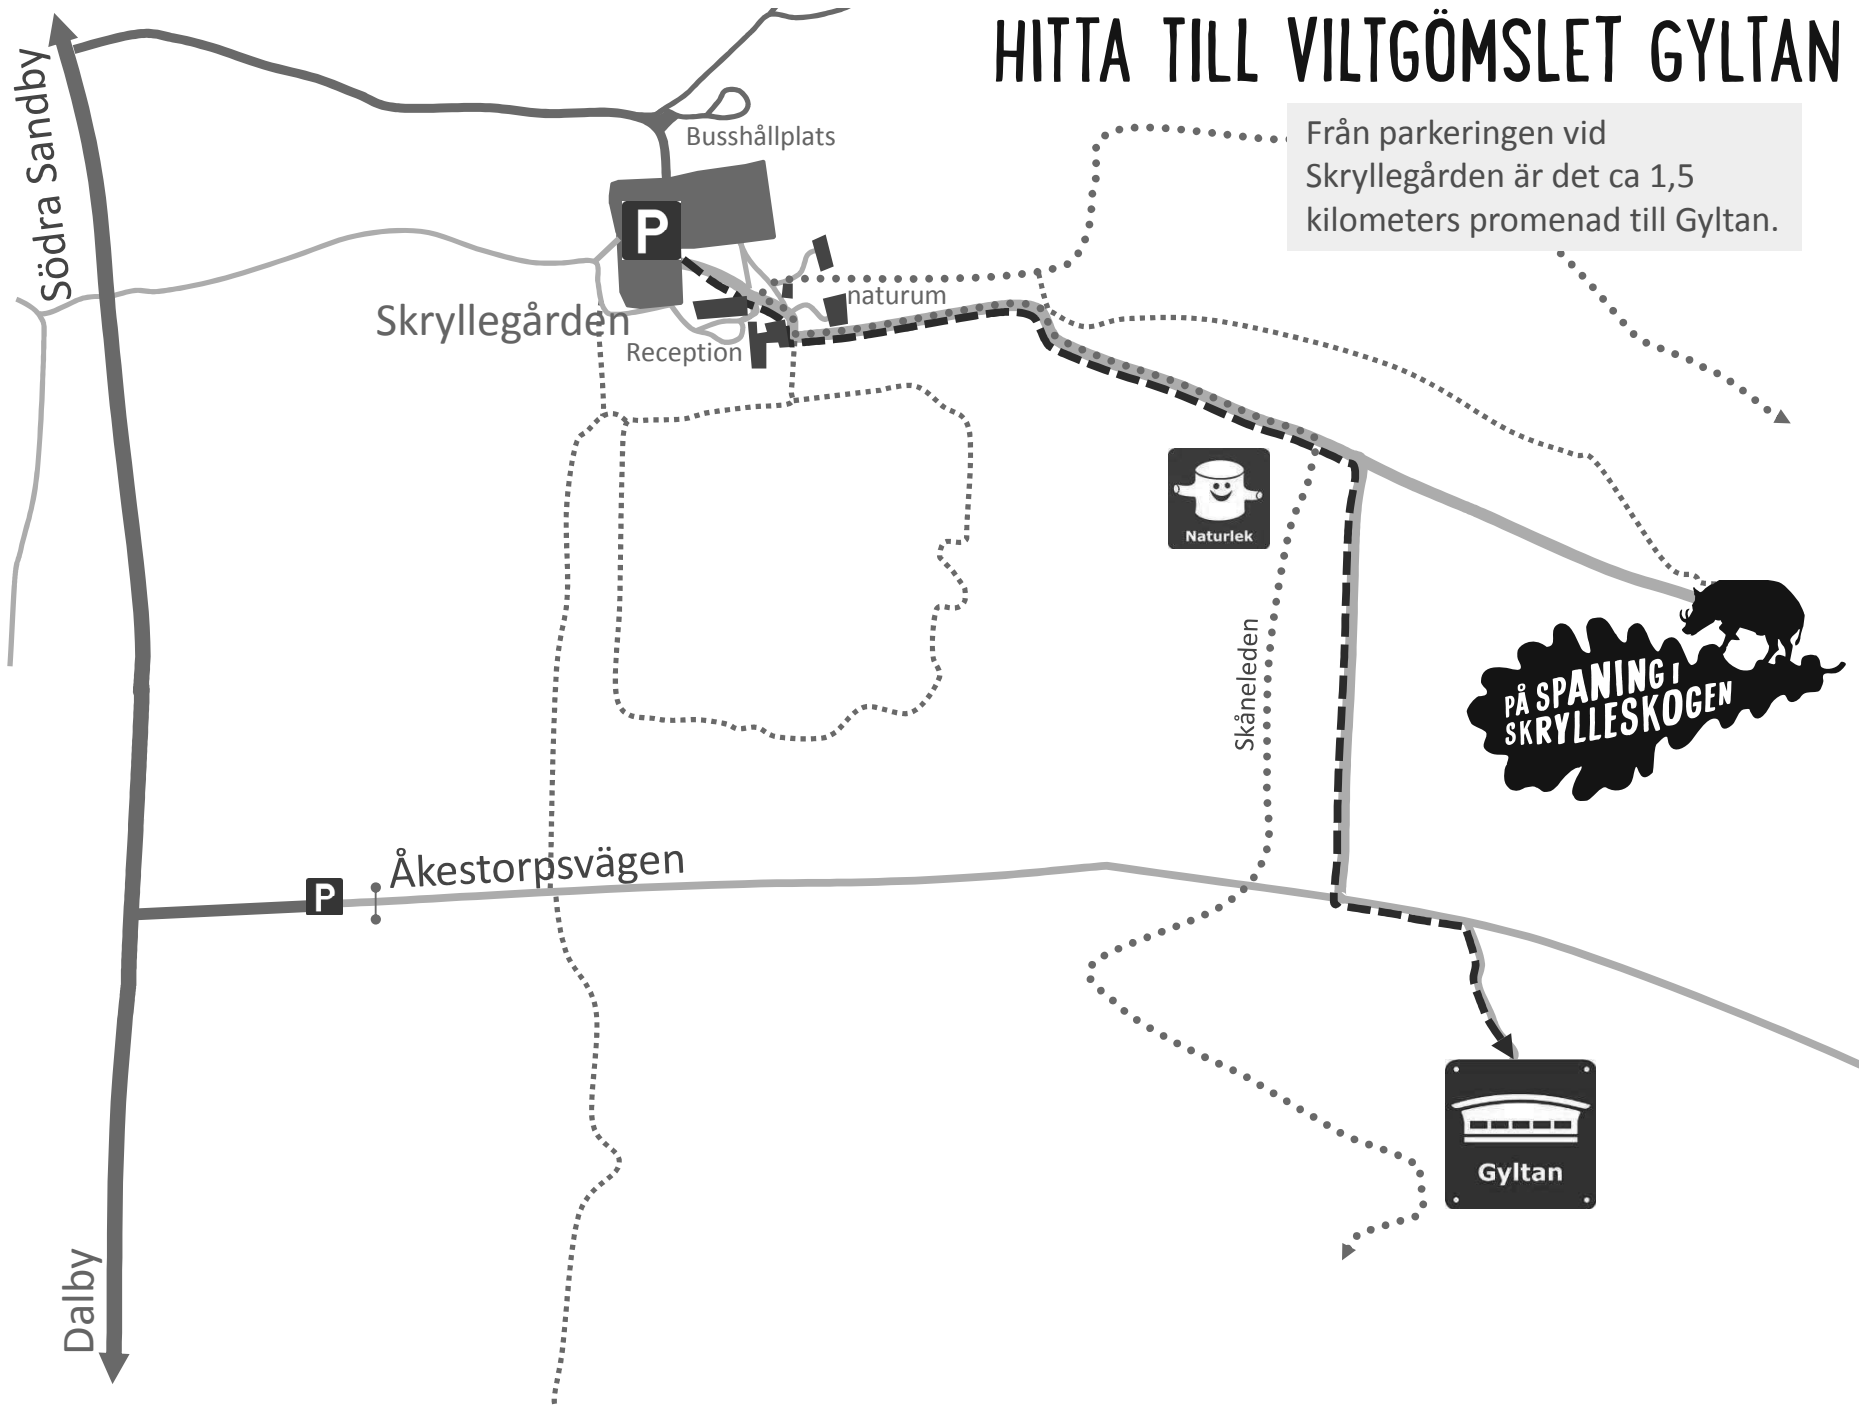 HITTA TILL VILTGÖMSLET GYLTAN
Från parkeringen vid
Skryllegården är det ca 1,5
kilometers promenad till Gyltan.
Södra Sandby
Busshållplats
P
naturum
Skryllegården
Reception
Naturlek
Skåneleden
PÅ SPANING I
SKRYLLESKOGEN
Åkestorpsvägen
P
Gyltan
Dalby